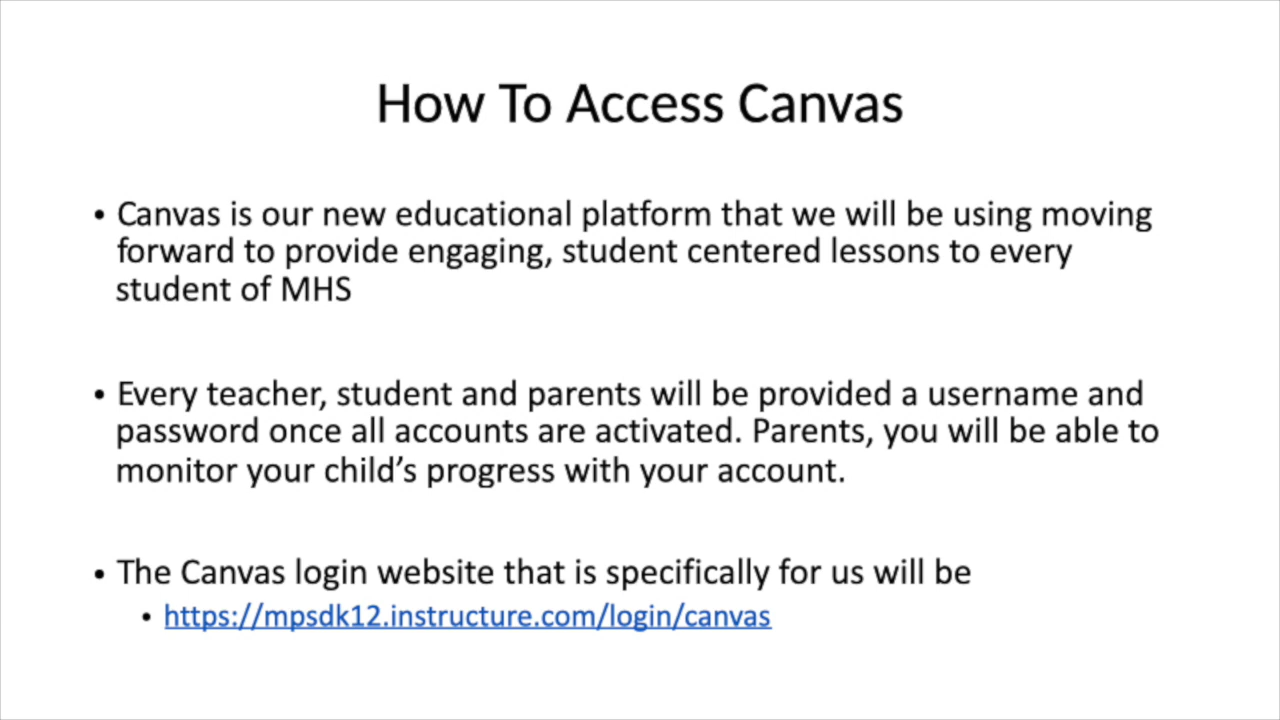 How To Access Canvas
• Canvas is our new educational platform that we will be using moving
forward to provide engaging, student centered lessons to every
student of MHS
• Every teacher, student and parents will be provided a username and
password once all accounts are activated. Parents, you will be able to
monitor your child’s progress with your account.
• The Canvas login website that is specifically for us will be
• https://mpsdk12.instructure.com/login/canvas